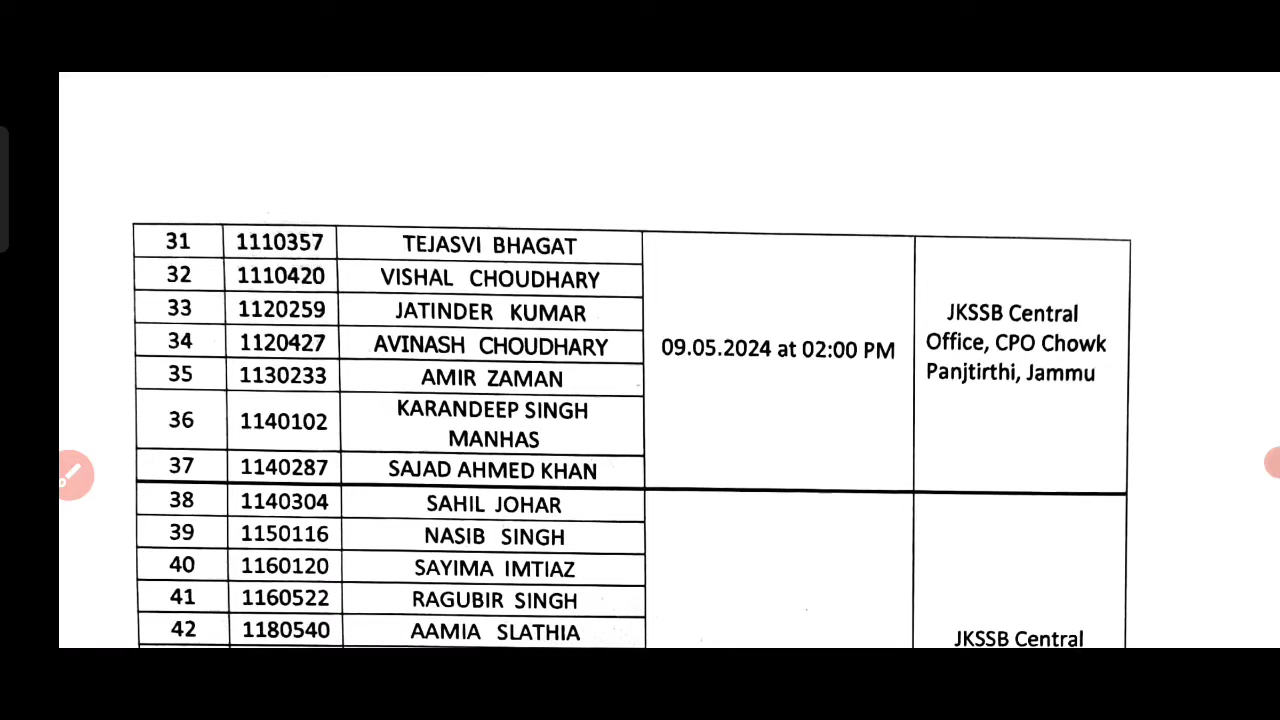 31 1110357 TEJASVI BHAGAT
32 1110420 VISHAL CHOUDHARY
33 1120259 JATINDER KUMAR
34 1120427 AVINASH CHOUDHARY
35 1130233 AMIR ZAMAN
36 1140102 KARANDEEP SINGH
MANHAS
37 1140287 SAJAD AHMED KHAN
09.05.2024 at 02:00 PM
JKSSB Central
Office, CPO Chowk
Panjtirthi, Jammu
38 1140304 SAHIL JOHAR
39 1150116 NASIB SINGH
40 1160120 SAYIMA IMTIAZ
41 1160522 RAGUBIR SINGH
42 1180540 AAMIA SLATHIA
JKSSB Central